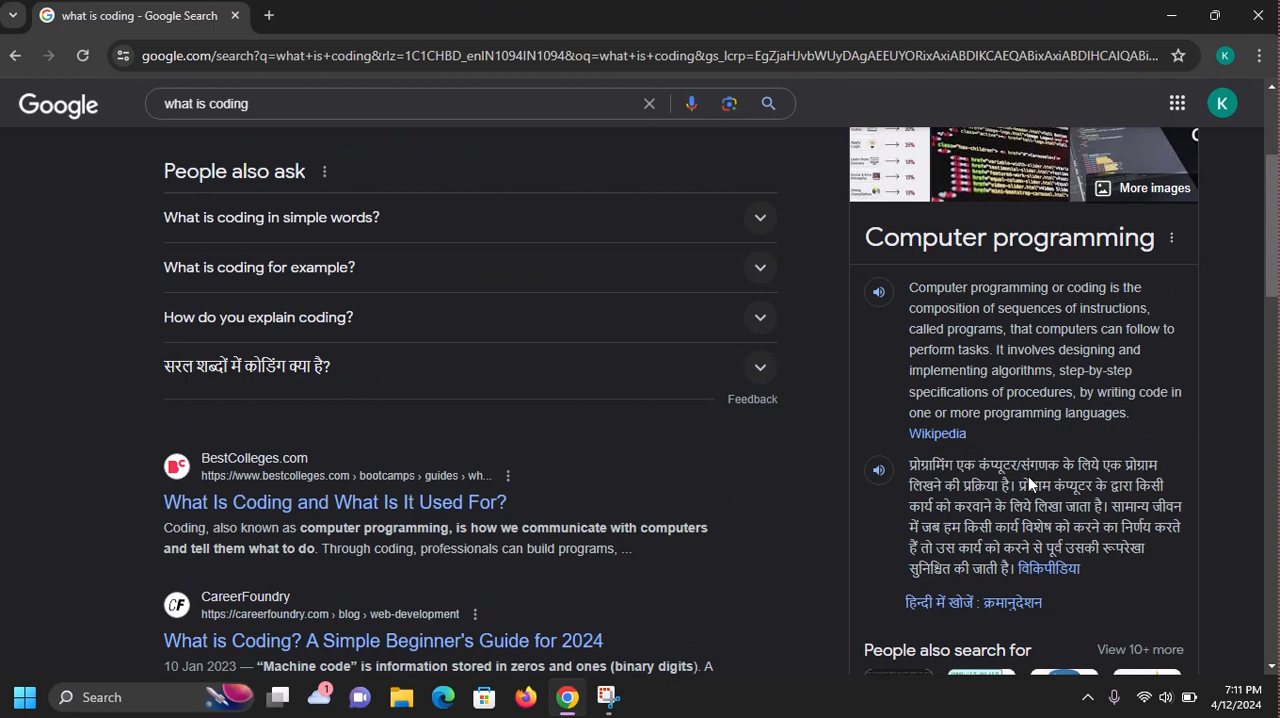 what is coding - Google Search
google.com/search?q=what+is+coding&rlz=1C1CHBD_enIN1094IN1094&oq=what+is+coding&gs_lcrp=EgZjaHJvbWUyDAgAEEUYORixAxiABDIKCAEQABixAxiABDIHCAIQABi...
K
Google
what is coding
K
More images
People also ask
What is coding in simple words?
What is coding for example?
How do you explain coding?
सरल शब्दों में कोडिंग क्या है?
Feedback
BestColleges.com
https://www.bestcolleges.com › bootcamps › guides › wh...
What Is Coding and What Is It Used For?
Coding, also known as computer programming, is how we communicate with computers
and tell them what to do. Through coding, professionals can build programs, ...
CareerFoundry
https://careerfoundry.com › blog › web-development
What is Coding? A Simple Beginner's Guide for 2024
10 Jan 2023 — “Machine code” is information stored in zeros and ones (binary digits). A
Computer programming
Computer programming or coding is the
composition of sequences of instructions,
called programs, that computers can follow to
perform tasks. It involves designing and
implementing algorithms, step-by-step
specifications of procedures, by writing code in
one or more programming languages.
Wikipedia
प्रोग्रामिंग एक कंप्यूटर/संगणक के लिये एक प्रोग्राम
लिखने की प्रक्रिया है। प्रोग्राम कंप्यूटर के द्वारा किसी
कार्य को करवाने के लिये लिखा जाता है। सामान्य जीवन
में जब हम किसी कार्य विशेष को करने का निर्णय करते
हैं तो उस कार्य को करने से पूर्व उसकी रूपरेखा
सुनिश्चित की जाती है। विकिपीडिया
हिन्दी में खोजें : क्रमानुदेशन
People also search for
View 10+ more
Search
1
7:11 PM
4/12/2024